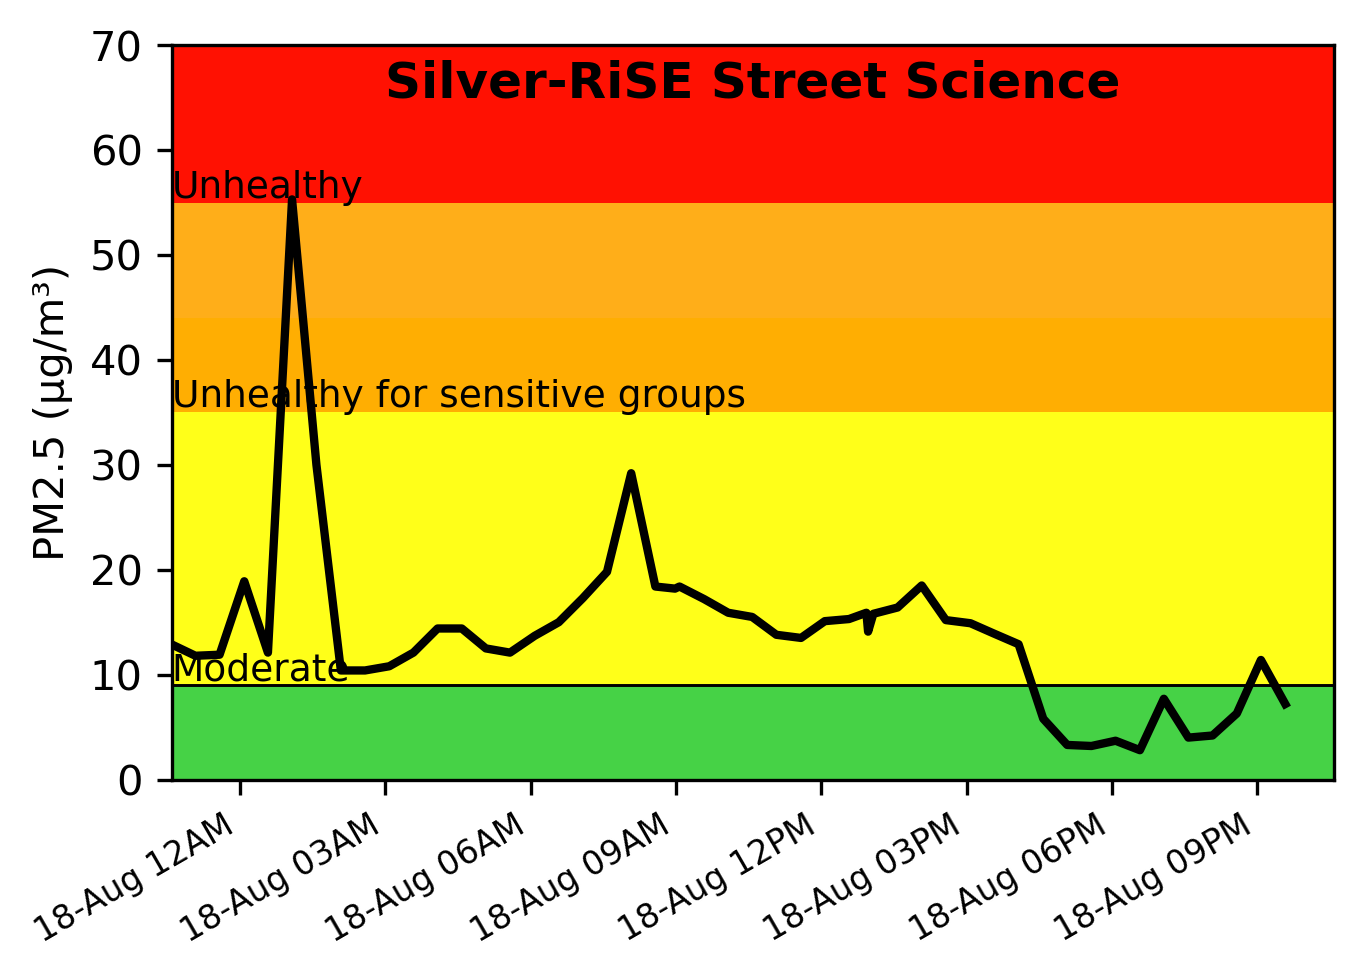 Silver-RiSE Street Science
70
60
50
40
30
20
10
0
PM2.5 (µg/m³)
Unhealthy
Unhealthy for sensitive groups
Moderate
18-Aug 12AM
18-Aug 03AM
18-Aug 06AM
18-Aug 09AM
18-Aug 12PM
18-Aug 03PM
18-Aug 06PM
18-Aug 09PM